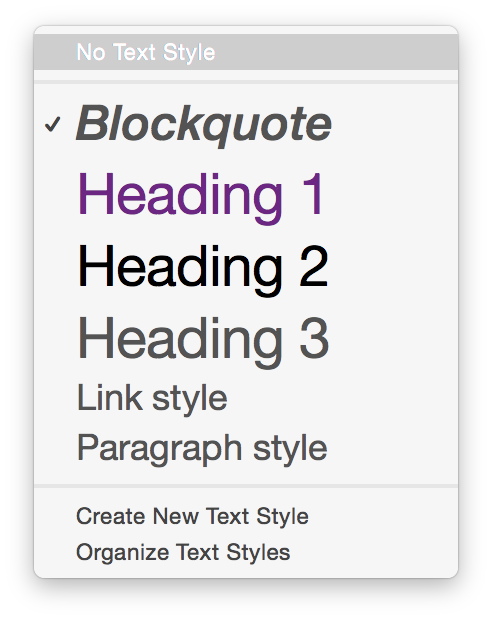 No Text Style
Blockquote
Heading 1
Heading 2
Heading 3
Link style
Paragraph style
Create New Text Style
Organize Text Styles